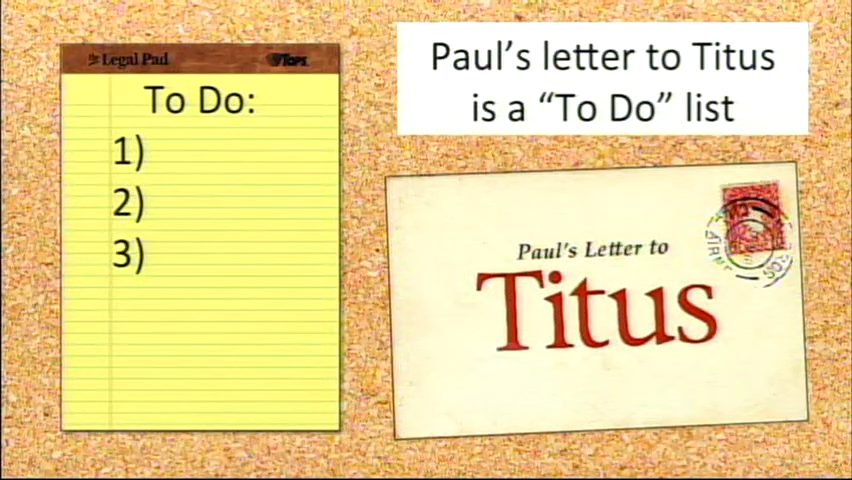 Legal Pad
TOPS
To Do:
1)
2)
3)
Paul's letter to Titus
is a "To Do" list
Paul's Letter to
Titus